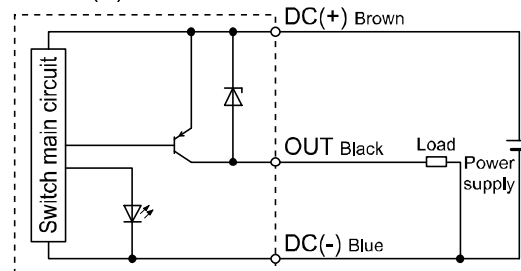 DC(+) Brown
Switch main circuit
OUT Black
Load
Power
supply
DC(-) Blue